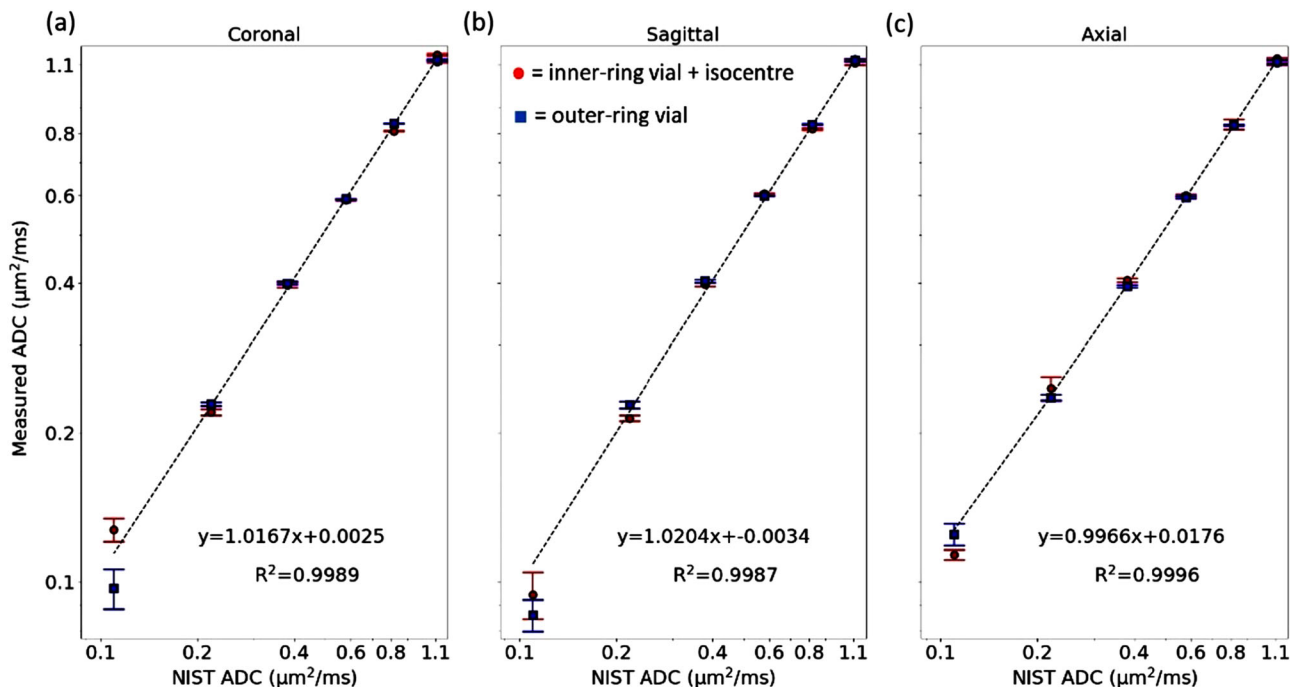 (a) Coronal
(b) Sagittal
(c) Axial
= inner-ring vial + isocentre
= outer-ring vial
Measured ADC (μm²/ms)
1.1
0.8
0.6
0.4
0.2
0.1
y=1.0167x+0.0025
R²=0.9989
y=1.0204x+-0.0034
R²=0.9987
y=0.9966x+0.0176
R²=0.9996
0.1 0.2 0.4 0.6 0.8 1.1
0.1 0.2 0.4 0.6 0.8 1.1
0.1 0.2 0.4 0.6 0.8 1.1
NIST ADC (μm²/ms)
NIST ADC (μm²/ms)
NIST ADC (μm²/ms)